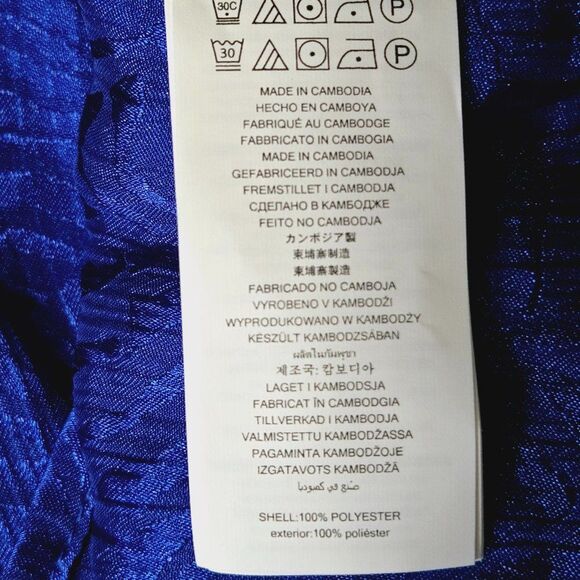 30C P
30 P
MADE IN CAMBODIA
HECHO EN CAMBOYA
FABRIQUÉ AU CAMBODGE
FABBRICATO IN CAMBOGIA
MADE IN CAMBODIA
GEFABRICEERD IN CAMBODJA
FREMSTILLET I CAMBODJA
СДЕЛАНО В КАМБОДЖЕ
FEITO NO CAMBODJA
カンボジア製
柬埔寨制造
柬埔寨製造
FABRICADO NO CAMBOJA
VYROBENO V KAMBODŽI
WYPRODUKOWANO W KAMBODŻY
KÉSZÜLT KAMBODZSÁBAN
ผลิตในกัมพูชา
제조국: 캄보디아
LAGET I KAMBODSJA
FABRICAT ÎN CAMBODGIA
TILLVERKAD I KAMBODJA
VALMISTETTU KAMBODŽASSA
PAGAMINTA KAMBODŽOJE
IZGATAVOTS KAMBODŽĀ
صنع في كمبوديا
SHELL:100% POLYESTER
exterior:100% poliéster